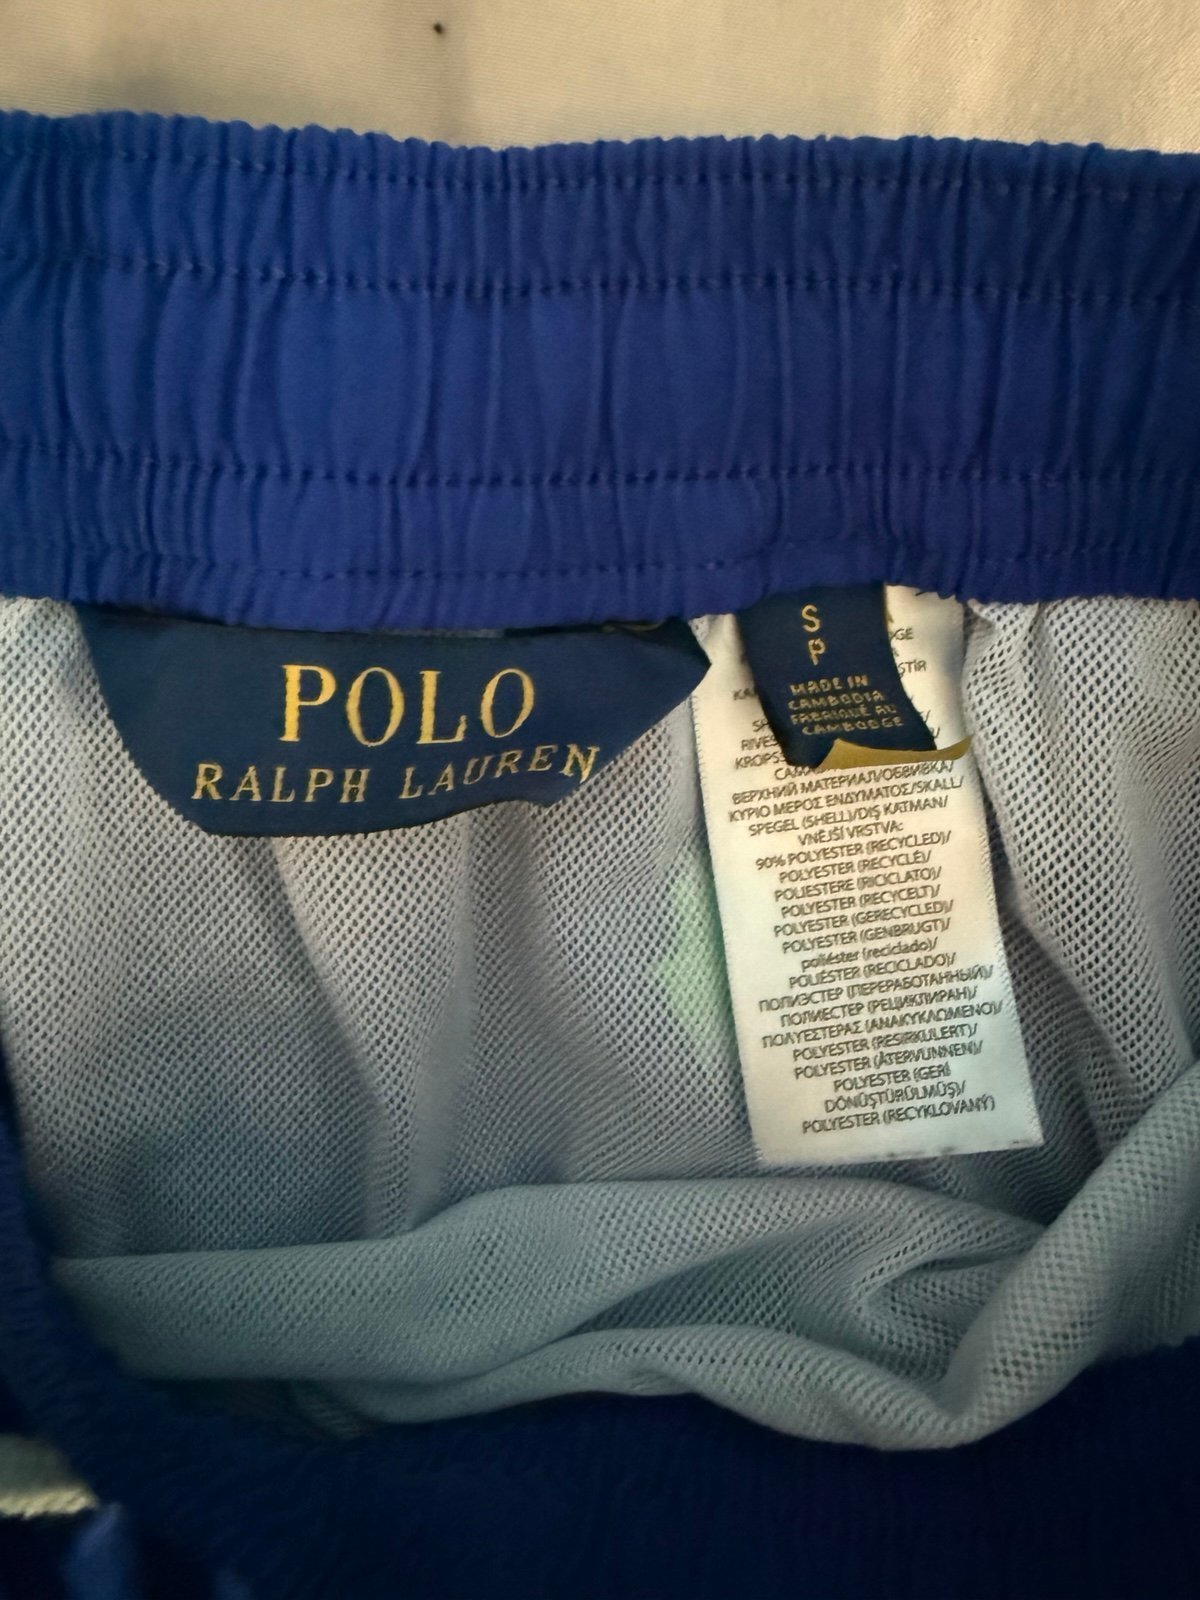 POLO
RALPH LAUREN
S
P
MADE IN
CAMBODIA
FABRIQUÉ AU
CAMBODGE
ВЕРХНИЙ МАТЕРИАЛ/ОБВИВКА/
ΚΥΡΙΟ ΜΕΡΟΣ ΕΝΔΥΜΑΤΟΣ/SKALL/
SPEGEL (SHELL)/DIŞ KATMAN/
VNĚJŠÍ VRSTVA:
90% POLYESTER (RECYCLED)/
POLYESTER (RECYCLÉ)/
POLIESTERE (RICICLATO)/
POLYESTER (RECYCELT)/
POLYESTER (GERECYCLED)/
POLYESTER (GENBRUGT)/
poliéster (reciclado)/
POLIÉSTER (RECICLADO)/
ПОЛИЭСТЕР (ПЕРЕРАБОТАННЫЙ)/
ПОЛИЕСТЕР (РЕЦИКЛИРАН)/
ΠΟΛΥΕΣΤΕΡΑΣ (ΑΝΑΚΥΚΛΩΜΕΝΟ)/
POLYESTER (RESIRKULERT)/
POLYESTER (ÅTERVUNNEN)/
POLYESTER (GERİ
DÖNÜŞTÜRÜLMÜŞ)/
POLYESTER (RECYKLOVANÝ)